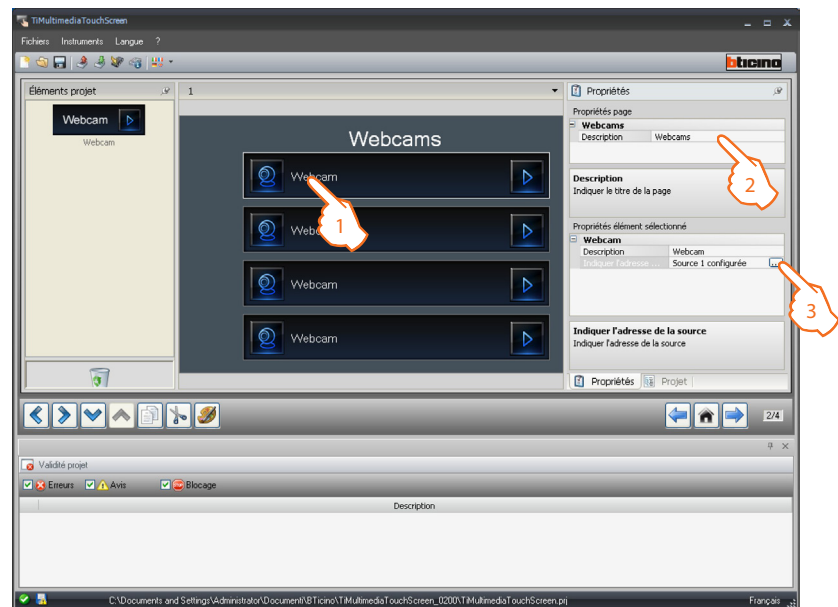 TiMultimediaTouchScreen
Fichiers Instruments Langue ?
bticino
Éléments projet
1
Propriétés
Webcam
Webcam
Webcams
Webcam
Webcam
Webcam
Propriétés page
Webcams
Description Webcams
Description
Indiquer le titre de la page
Propriétés élément sélectionné
Webcam
Description Webcam
Indiquer l'adresse ... Source 1 configurée ...
Indiquer l'adresse de la source
Indiquer l'adresse de la source
Propriétés Projet
1
2
3
2/4
Validité projet
Erreurs Avis Blocage
Description
C:\Documents and Settings\Administrator\Documenti\BTicino\TiMultimediaTouchScreen_0200\TiMultimediaTouchScreen.prj
Français